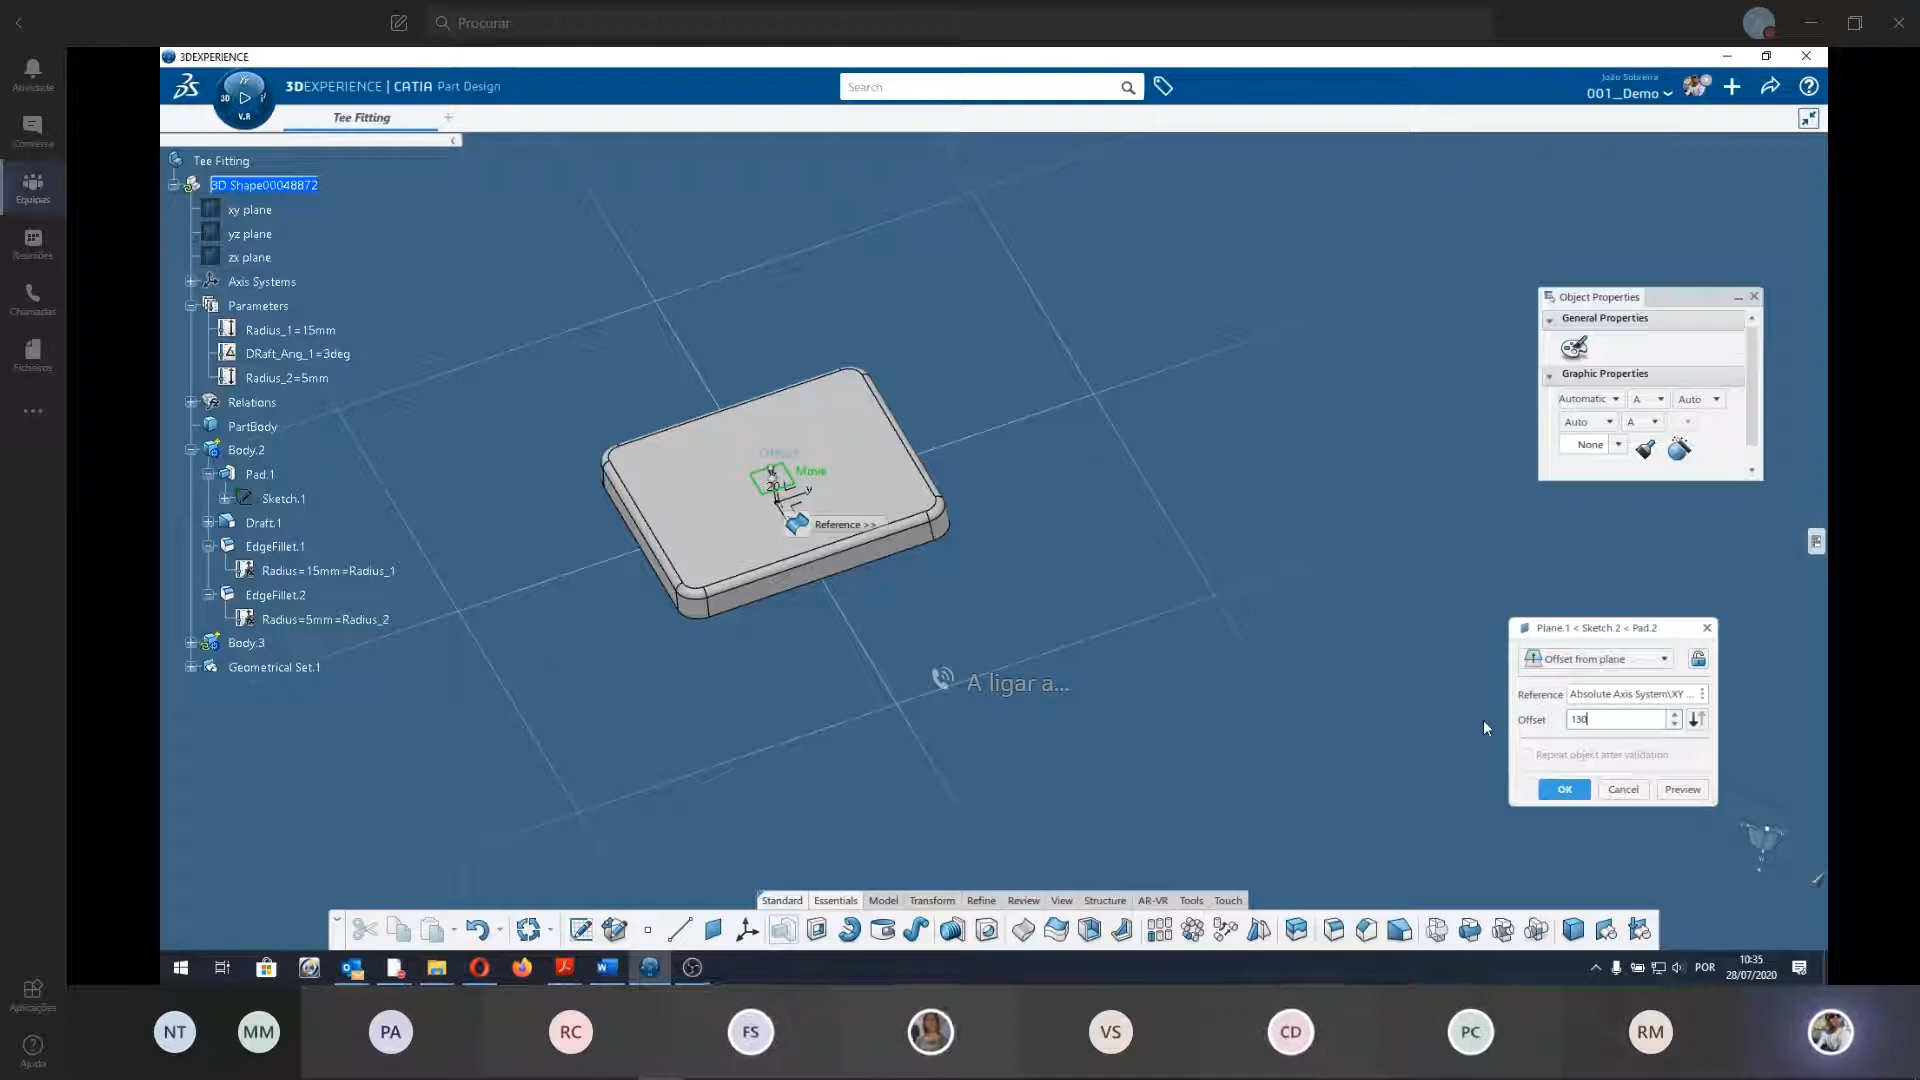 Procurar
Atividade
Conversa
Equipas
Reuniões
Chamadas
Ficheiros
Aplicações
Ajuda
3DEXPERIENCE
3DEXPERIENCE | CATIA Part Design
3D
V.R
Search
João Sobreira
001_Demo
Tee Fitting
Tee Fitting
3D Shape00048872
xy plane
yz plane
zx plane
Axis Systems
Parameters
Radius_1=15mm
DRaft_Ang_1=3deg
Radius_2=5mm
Relations
PartBody
Body.2
Pad.1
Sketch.1
Draft.1
EdgeFillet.1
Radius=15mm=Radius_1
EdgeFillet.2
Radius=5mm=Radius_2
Body.3
Geometrical Set.1
Offset
Move
20
y
Reference >>
A ligar a...
Object Properties
General Properties
Graphic Properties
Automatic A Auto
Auto A
None
Plane.1 < Sketch.2 < Pad.2
Offset from plane
Reference Absolute Axis System\XY ...
Offset 130
Repeat object after validation
OK Cancel Preview
Standard Essentials Model Transform Refine Review View Structure AR-VR Tools Touch
POR
10:35
28/07/2020
NT MM PA RC FS VS CD PC RM